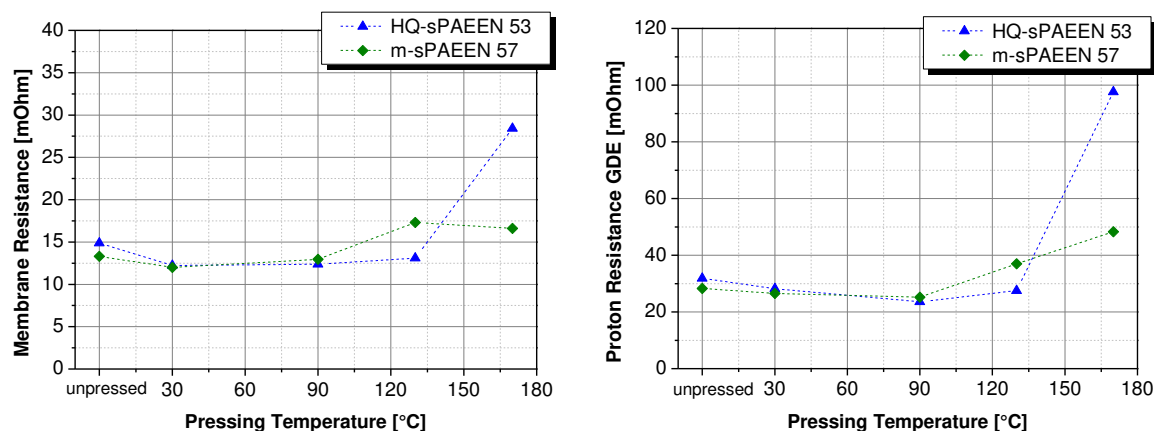 HQ-sPAEEN 53
m-sPAEEN 57
40
35
30
25
20
15
10
5
0
Membrane Resistance [mOhm]
unpressed 30 60 90 120 150 180
Pressing Temperature [°C]
HQ-sPAEEN 53
m-sPAEEN 57
120
100
80
60
40
20
0
Proton Resistance GDE [mOhm]
unpressed 30 60 90 120 150 180
Pressing Temperature [°C]